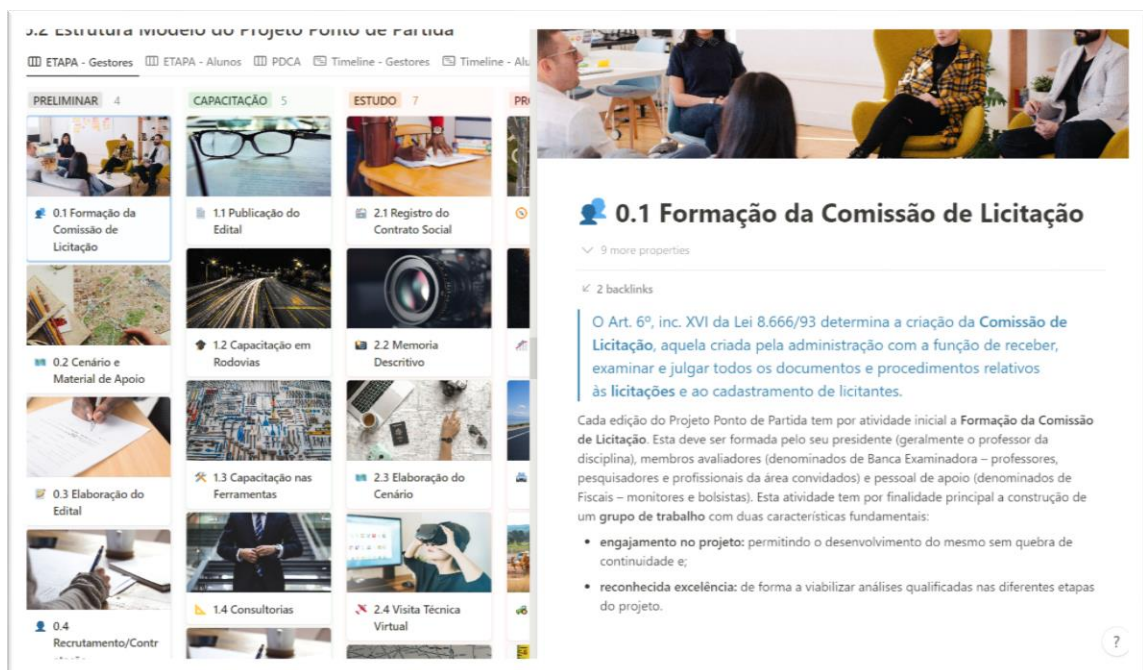 5.2 Estrutura Modelo do Projeto Ponto de Partida
ETAPA - Gestores
ETAPA - Alunos
PDCA
Timeline - Gestores
Timeline - Alu
PRELIMINAR 4
0.1 Formação da
Comissão de
Licitação
0.2 Cenário e
Material de Apoio
0.3 Elaboração do
Edital
0.4
Recrutamento/Contr
CAPACITAÇÃO 5
1.1 Publicação do
Edital
1.2 Capacitação em
Rodovias
1.3 Capacitação nas
Ferramentas
1.4 Consultorias
ESTUDO 7
2.1 Registro do
Contrato Social
2.2 Memoria
Descritivo
2.3 Elaboração do
Cenário
2.4 Visita Técnica
Virtual
0.1 Formação da Comissão de Licitação
9 more properties
2 backlinks
O Art. 6º, inc. XVI da Lei 8.666/93 determina a criação da Comissão de
Licitação, aquela criada pela administração com a função de receber,
examinar e julgar todos os documentos e procedimentos relativos
às licitações e ao cadastramento de licitantes.
Cada edição do Projeto Ponto de Partida tem por atividade inicial a Formação da Comissão
de Licitação. Esta deve ser formada pelo seu presidente (geralmente o professor da
disciplina), membros avaliadores (denominados de Banca Examinadora – professores,
pesquisadores e profissionais da área convidados) e pessoal de apoio (denominados de
Fiscais – monitores e bolsistas). Esta atividade tem por finalidade principal a construção de
um grupo de trabalho com duas características fundamentais:
• engajamento no projeto: permitindo o desenvolvimento do mesmo sem quebra de
continuidade e;
• reconhecida excelência: de forma a viabilizar análises qualificadas nas diferentes etapas
do projeto.
?